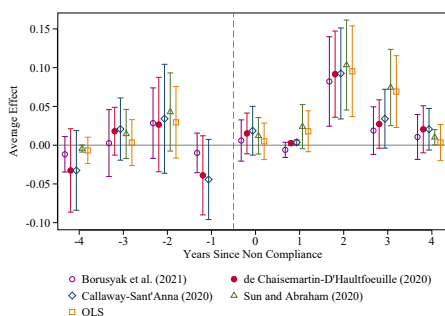 Average Effect
0.15
0.10
0.05
0.00
-0.05
-0.10
-4 -3 -2 -1 0 1 2 3 4
Years Since Non Compliance
Borusyak et al. (2021) de Chaisemartin-D'Haultfoeuille (2020)
Callaway-Sant'Anna (2020) Sun and Abraham (2020)
OLS